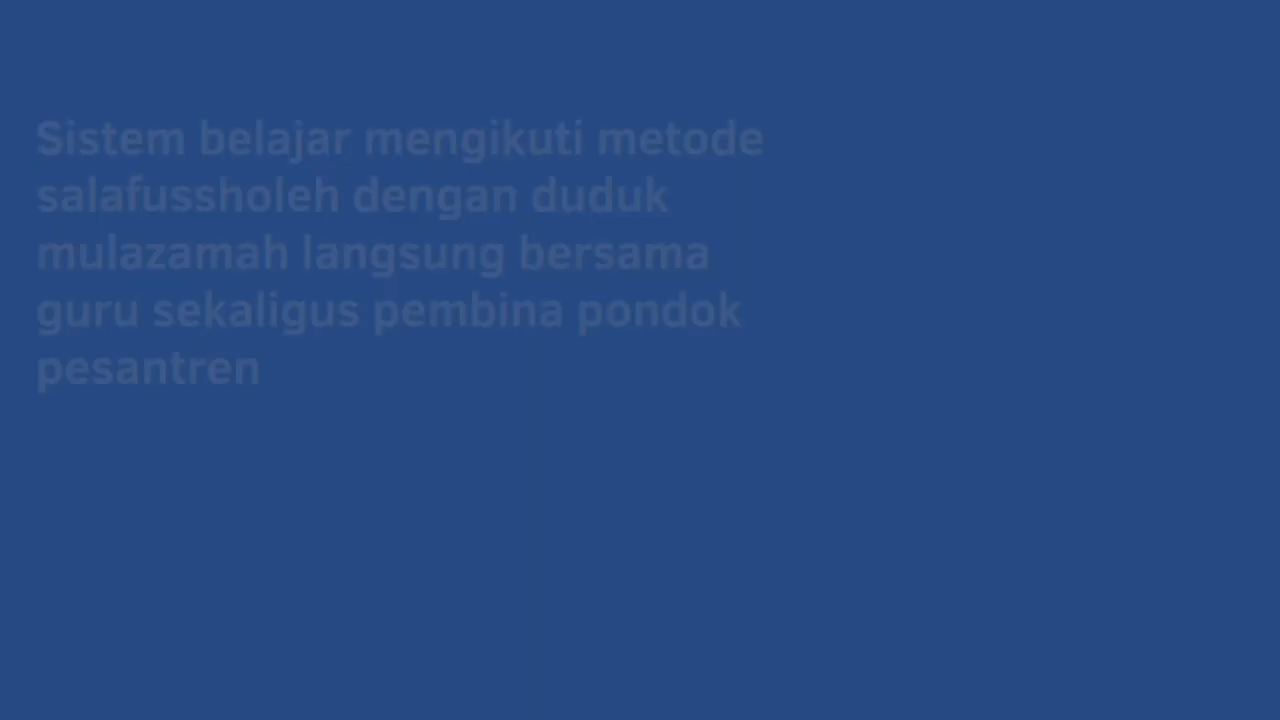 Sistem belajar mengikuti metode
salafussholeh dengan duduk
mulazamah langsung bersama
guru sekaligus pembina pondok
pesantren